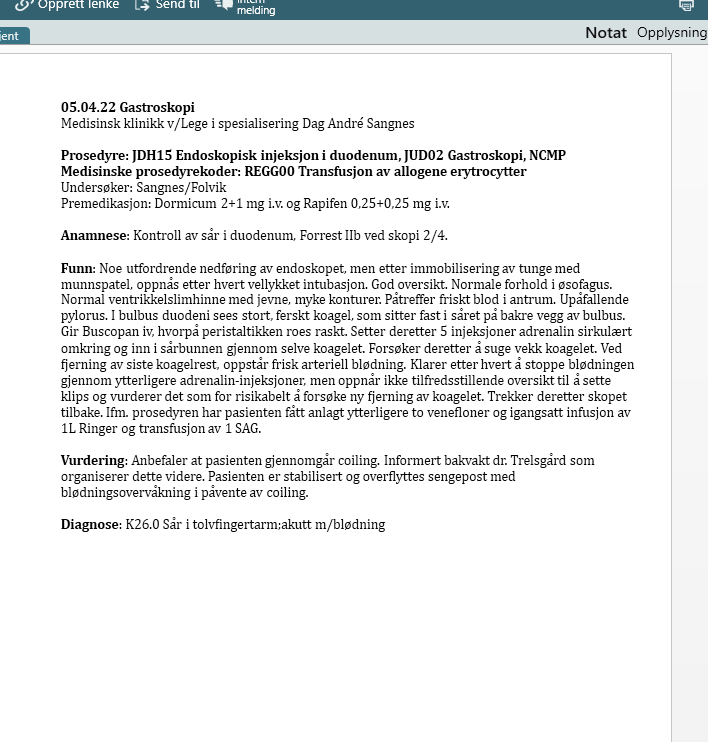 Opprett lenke
Send til
Intern
melding
jent
Notat Opplysning
05.04.22 Gastroskopi
Medisinsk klinikk v/Lege i spesialisering Dag André Sangnes
Prosedyre: JDH15 Endoskopisk injeksjon i duodenum, JUD02 Gastroskopi, NCMP
Medisinske prosedyrekoder: REGG00 Transfusjon av allogene erytrocytter
Undersøker: Sangnes/Folvik
Premedikasjon: Dormicum 2+1 mg i.v. og Rapifen 0,25+0,25 mg i.v.
Anamnese: Kontroll av sår i duodenum, Forrest IIb ved skopi 2/4.
Funn: Noe utfordrende nedføring av endoskopet, men etter immobilisering av tunge med
munnspatel, oppnås etter hvert vellykket intubasjon. God oversikt. Normale forhold i øsofagus.
Normal ventrikkelslimhinne med jevne, myke konturer. Påtreffer friskt blod i antrum. Upåfallende
pylorus. I bulbus duodeni sees stort, ferskt koagel, som sitter fast i såret på bakre vegg av bulbus.
Gir Buscopan iv, hvorpå peristaltikken roes raskt. Setter deretter 5 injeksjoner adrenalin sirkulært
omkring og inn i sårbunnen gjennom selve koagelet. Forsøker deretter å suge vekk koagelet. Ved
fjerning av siste koagelrest, oppstår frisk arteriell blødning. Klarer etter hvert å stoppe blødningen
gjennom ytterligere adrenalin-injeksjoner, men oppnår ikke tilfredsstillende oversikt til å sette
klips og vurderer det som for risikabelt å forsøke ny fjerning av koagelet. Trekker deretter skopet
tilbake. Ifm. prosedyren har pasienten fått anlagt ytterligere to venefloner og igangsatt infusjon av
1L Ringer og transfusjon av 1 SAG.
Vurdering: Anbefaler at pasienten gjennomgår coiling. Informert bakvakt dr. Trelsgård som
organiserer dette videre. Pasienten er stabilisert og overflyttes sengepost med
blødningsovervåkning i påvente av coiling.
Diagnose: K26.0 Sår i tolvfingertarm;akutt m/blødning